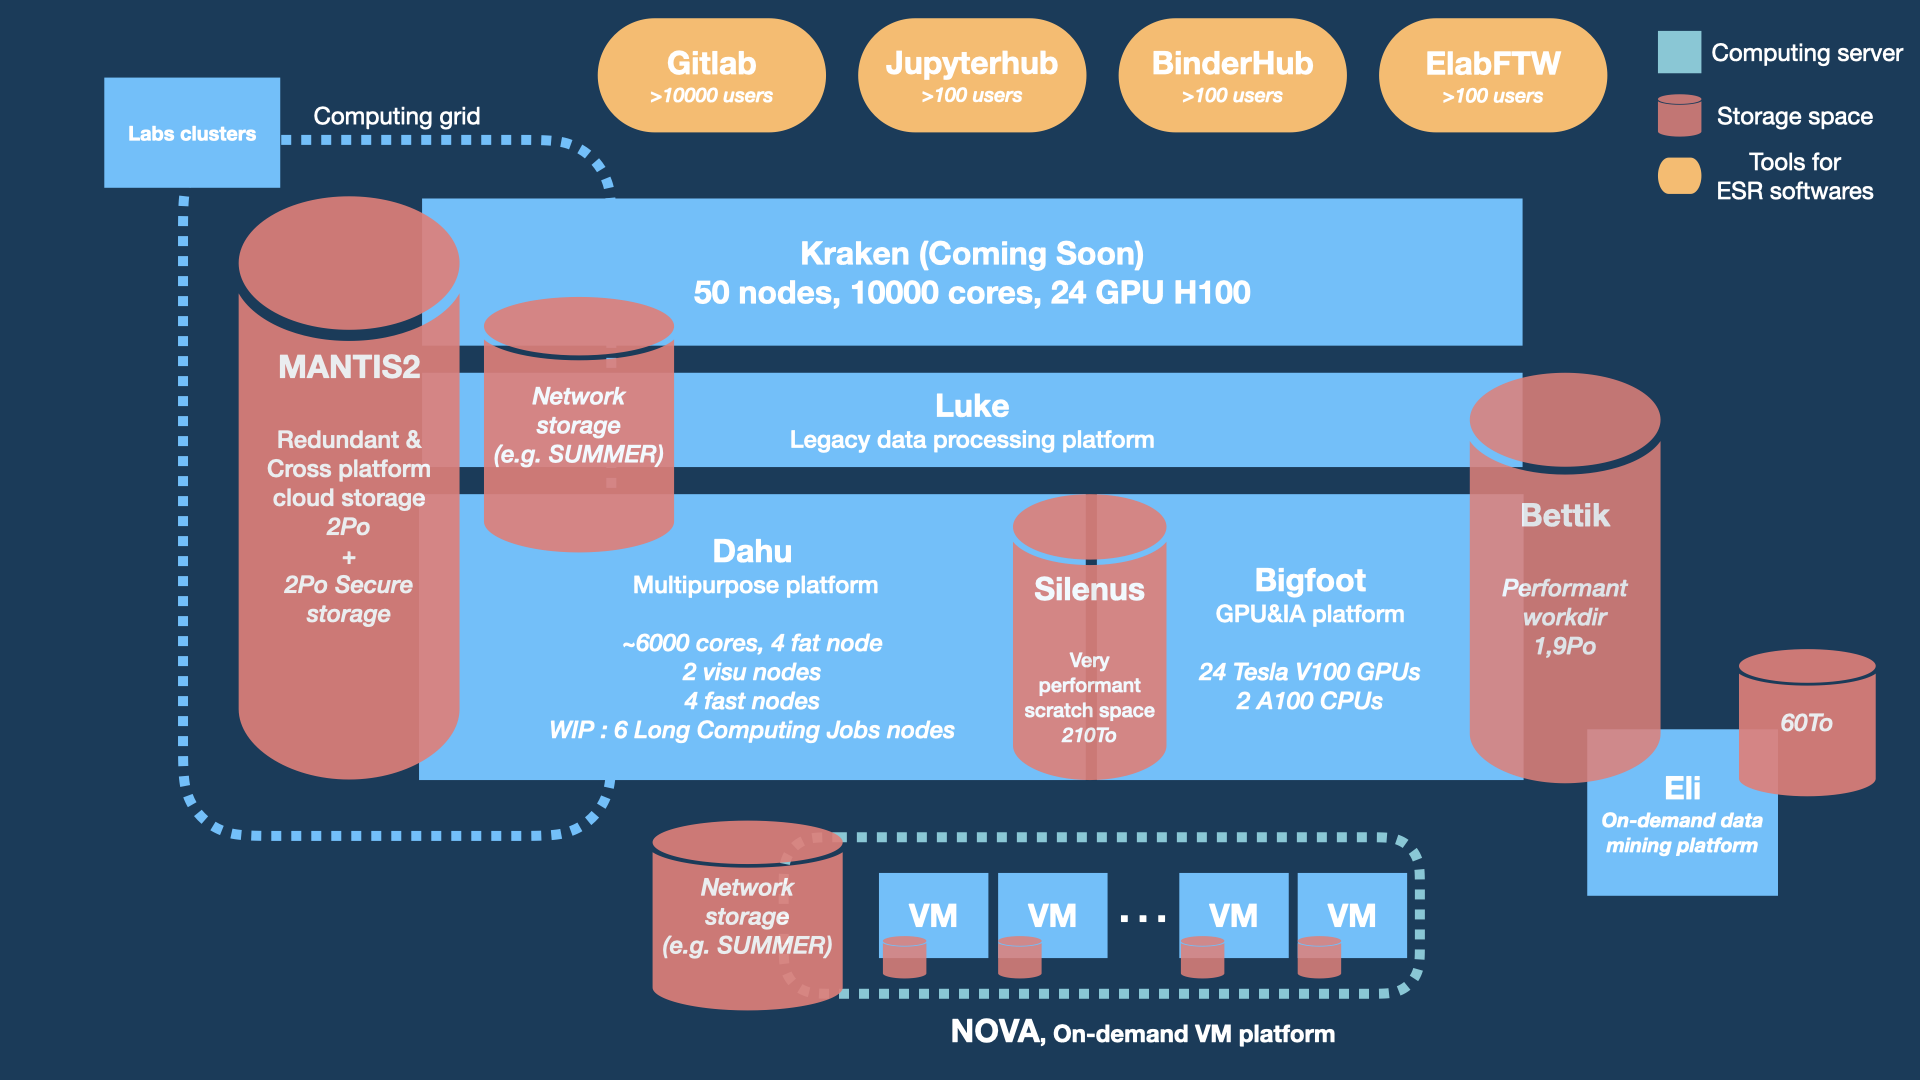 Gitlab
>10000 users
Jupyterhub
>100 users
BinderHub
>100 users
ElabFTW
>100 users
Computing server
Storage space
Tools for
ESR softwares
Labs clusters
Computing grid
Kraken (Coming Soon)
50 nodes, 10000 cores, 24 GPU H100
MANTIS2
Redundant &
Cross platform
cloud storage
2Po
+
2Po Secure
storage
Network
storage
(e.g. SUMMER)
Luke
Legacy data processing platform
Dahu
Multipurpose platform
~6000 cores, 4 fat node
2 visu nodes
4 fast nodes
WIP : 6 Long Computing Jobs nodes
Silenus
Very
performant
scratch space
210To
Bigfoot
GPU&IA platform
24 Tesla V100 GPUs
2 A100 CPUs
Bettik
Performant
workdir
1,9Po
60To
Eli
On-demand data
mining platform
Network
storage
(e.g. SUMMER)
VM
VM
...
VM
VM
NOVA, On-demand VM platform